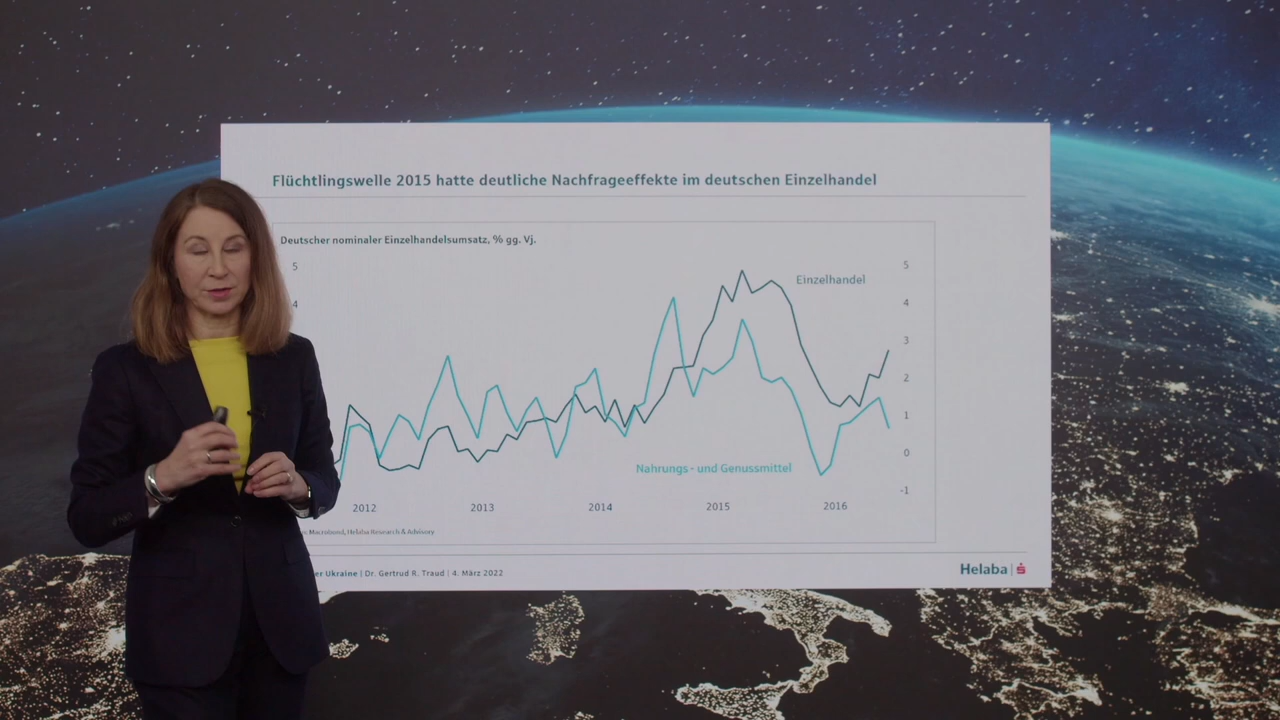 Flüchtlingswelle 2015 hatte deutliche Nachfrageeffekte im deutschen Einzelhandel
Deutscher nominaler Einzelhandelsumsatz, % gg. Vj.
5
4
Einzelhandel
5
4
3
2
1
0
-1
Nahrungs - und Genussmittel
2012 2013 2014 2015 2016
Macrobond, Helaba Research & Advisory
Ukraine | Dr. Gertrud R. Traud | 4. März 2022
Helaba